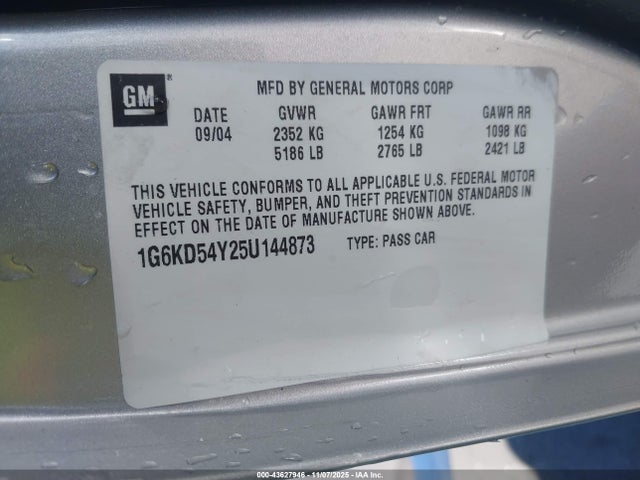 GM®
MFD BY GENERAL MOTORS CORP
DATE GVWR GAWR FRT GAWR RR
09/04 2352 KG 1254 KG 1098 KG
5186 LB 2765 LB 2421 LB
THIS VEHICLE CONFORMS TO ALL APPLICABLE U.S. FEDERAL MOTOR
VEHICLE SAFETY, BUMPER, AND THEFT PREVENTION STANDARDS IN
EFFECT ON THE DATE OF MANUFACTURE SHOWN ABOVE.
1G6KD54Y25U144873 TYPE: PASS CAR
© 2201-43627946 - 11/07/2025 - IAA Inc.